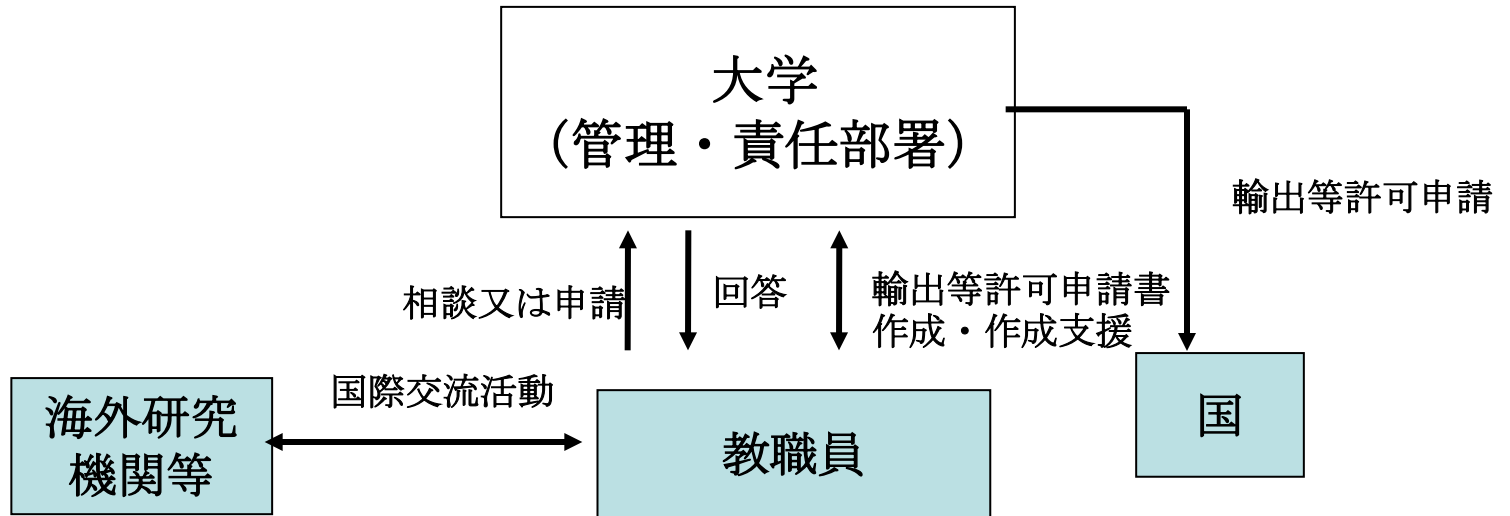 大学
（管理・責任部署）
輸出等許可申請
相談又は申請
回答
輸出等許可申請書
作成・作成支援
国際交流活動
海外研究
機関等
教職員
国